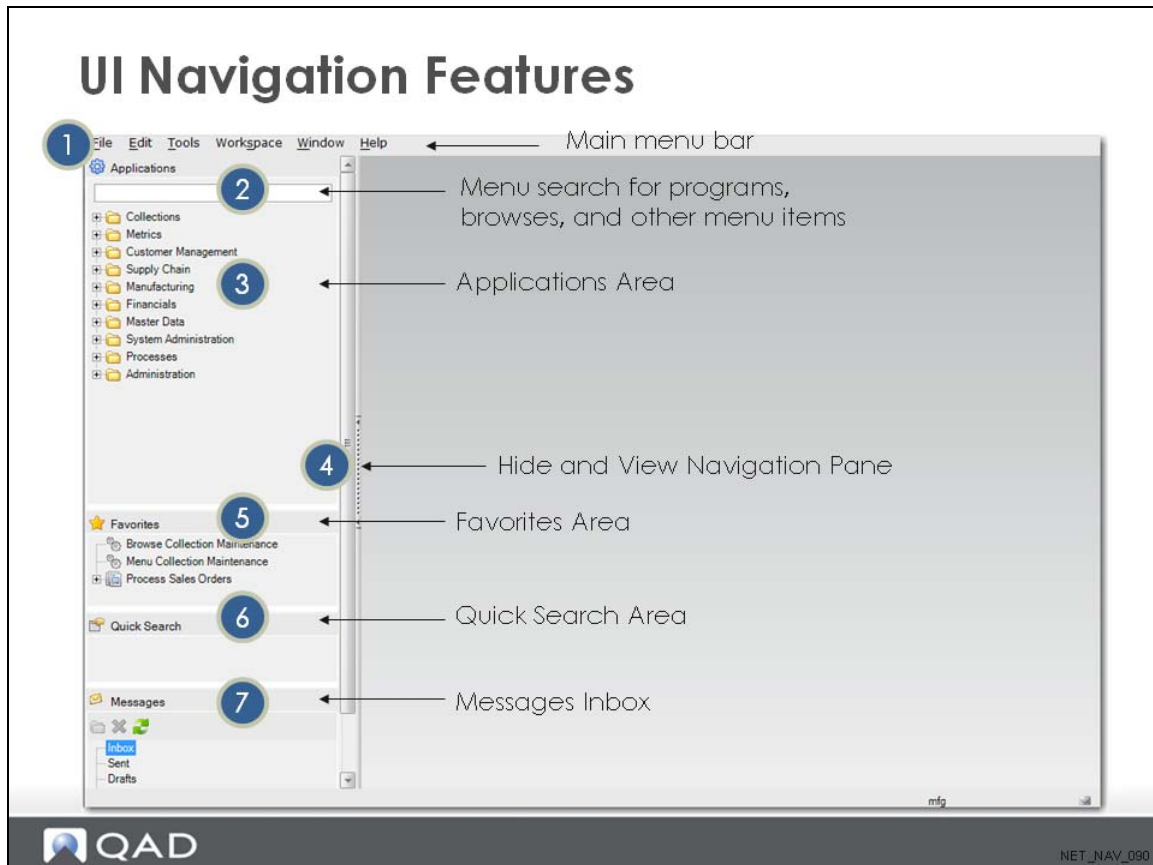 UI Navigation Features
1 File Edit Tools Workspace Window Help Main menu bar
Applications
2 Menu search for programs,
browses, and other menu items
Collections
Metrics
Customer Management
Supply Chain
3 Applications Area
Manufacturing
Financials
Master Data
System Administration
Processes
Administration
4 Hide and View Navigation Pane
Favorites 5 Favorites Area
Browse Collection Maintenance
Menu Collection Maintenance
Process Sales Orders
Quick Search 6 Quick Search Area
Messages 7 Messages Inbox
Inbox
Sent
Drafts
mfg
QAD
NET_NAV_090